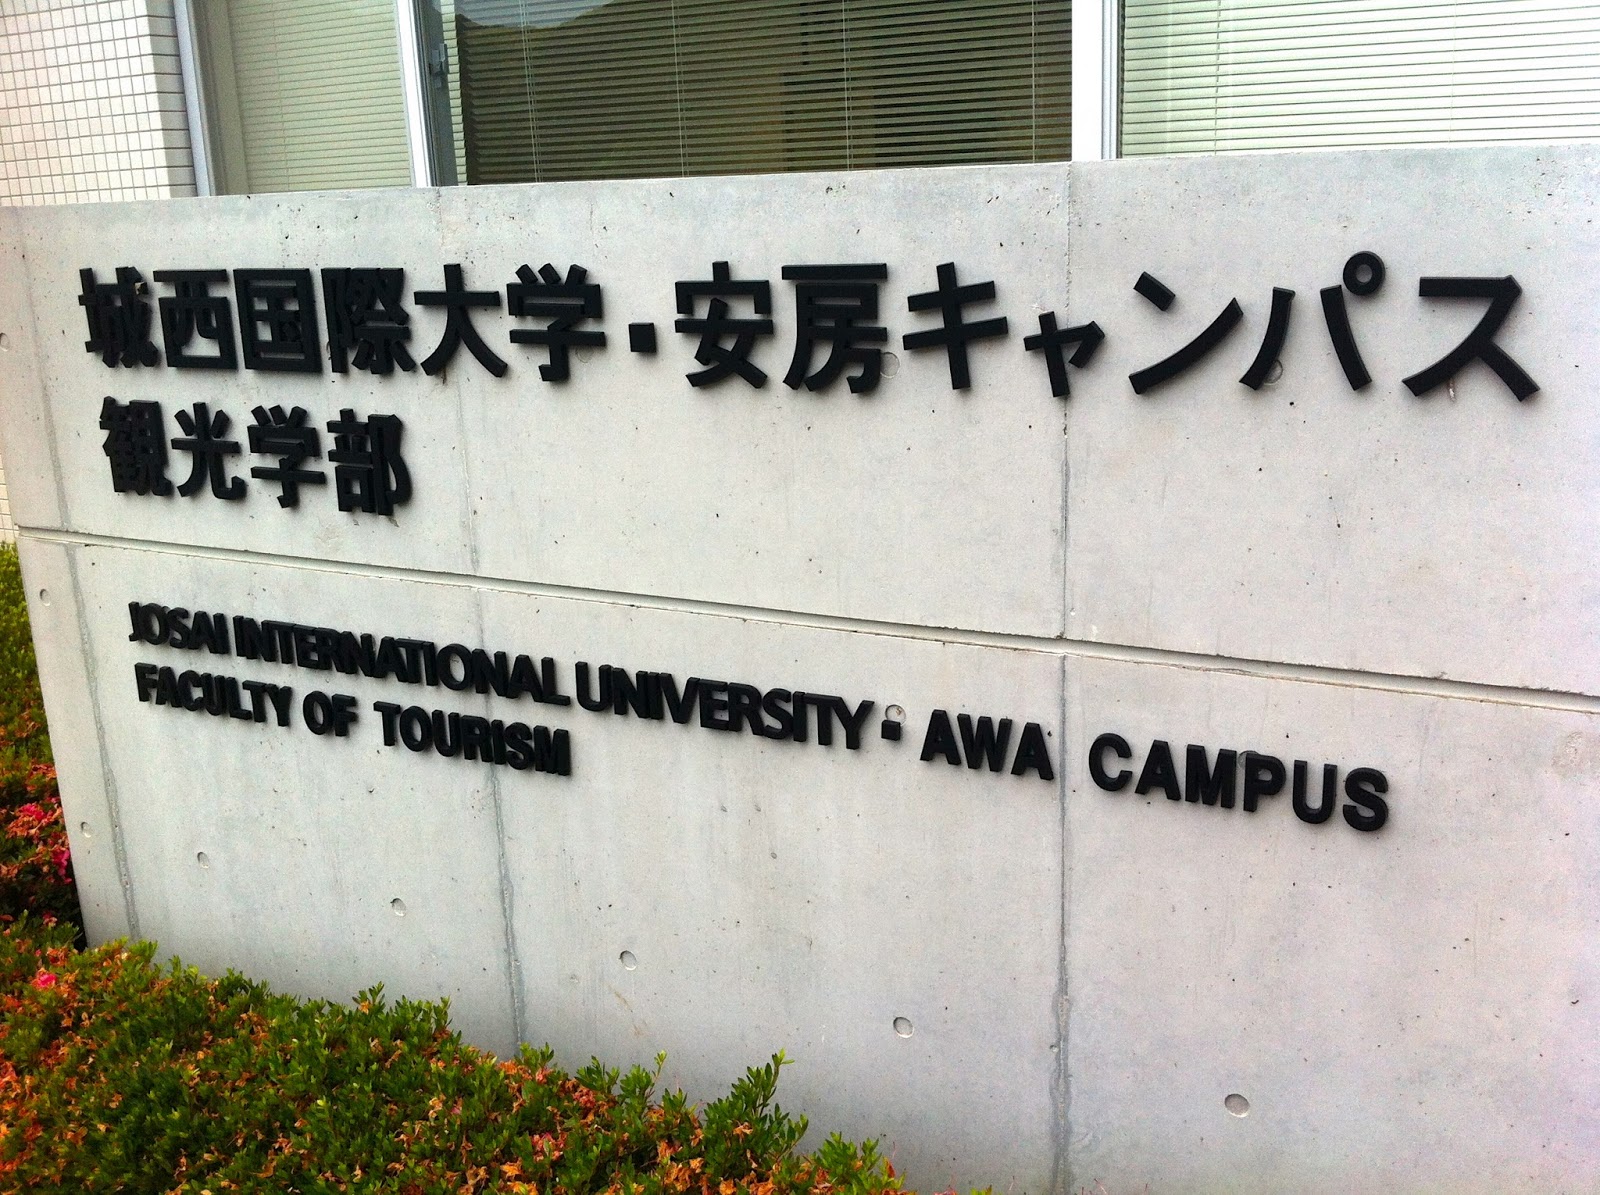 城西国際大学・安房キャンパス
観光学部
JOSAI INTERNATIONAL UNIVERSITY・AWA CAMPUS
FACULTY OF TOURISM